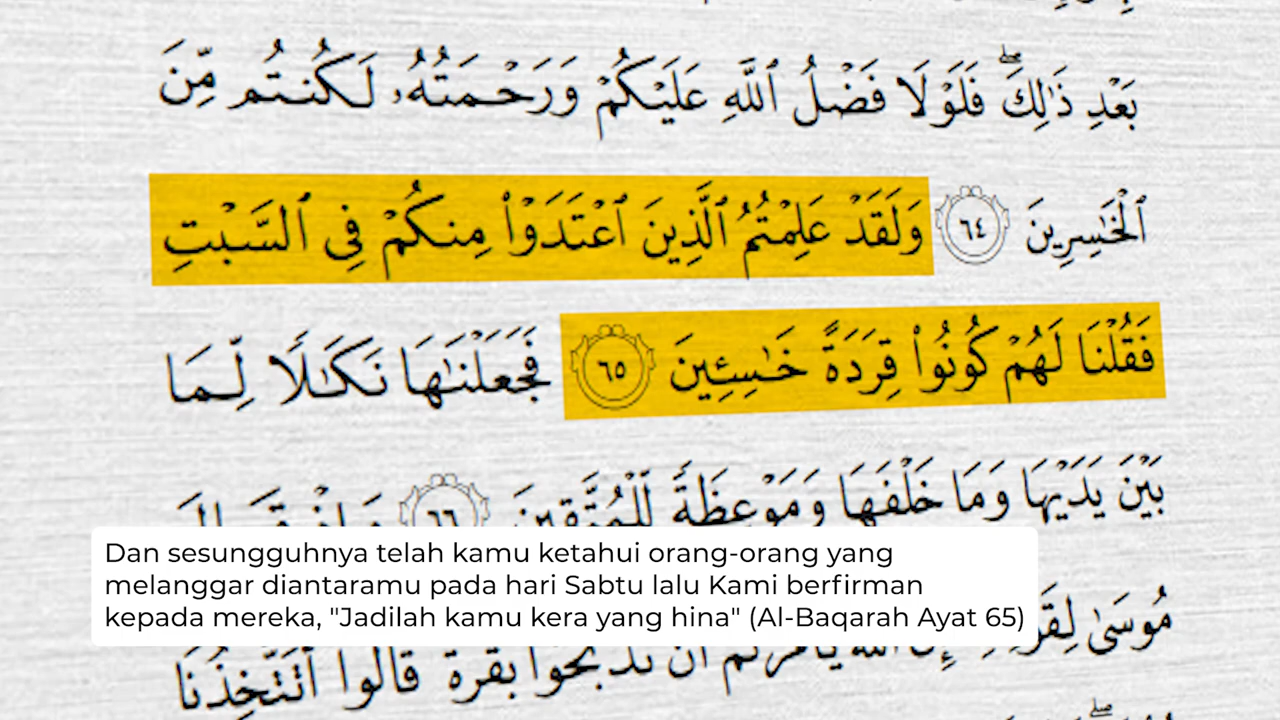 بَعْدِ ذَٰلِكَ ۖ فَلَوْلَا فَضْلُ ٱللَّهِ عَلَيْكُمْ وَرَحْمَتُهُۥ لَكُنتُم مِّنَ
ٱلْخَٰسِرِينَ ٦٤ وَلَقَدْ عَلِمْتُمُ ٱلَّذِينَ ٱعْتَدَوْا۟ مِنكُمْ فِى ٱلسَّبْتِ
فَقُلْنَا لَهُمْ كُونُوا۟ قِرَدَةً خَٰسِـِٔينَ ٦٥ فَجَعَلْنَٰهَا نَكَٰلًا لِّمَا
بَيْنَ يَدَيْهَا وَمَا خَلْفَهَا وَمَوْعِظَةً لِّلْمُتَّقِينَ ٦٦
Dan sesungguhnya telah kamu ketahui orang-orang yang
melanggar diantaramu pada hari Sabtu lalu Kami berfirman
kepada mereka, "Jadilah kamu kera yang hina" (Al-Baqarah Ayat 65)
مُوسَىٰ
بَقَرَةً ۖ قَالُوٓا۟ أَتَتَّخِذُنَا